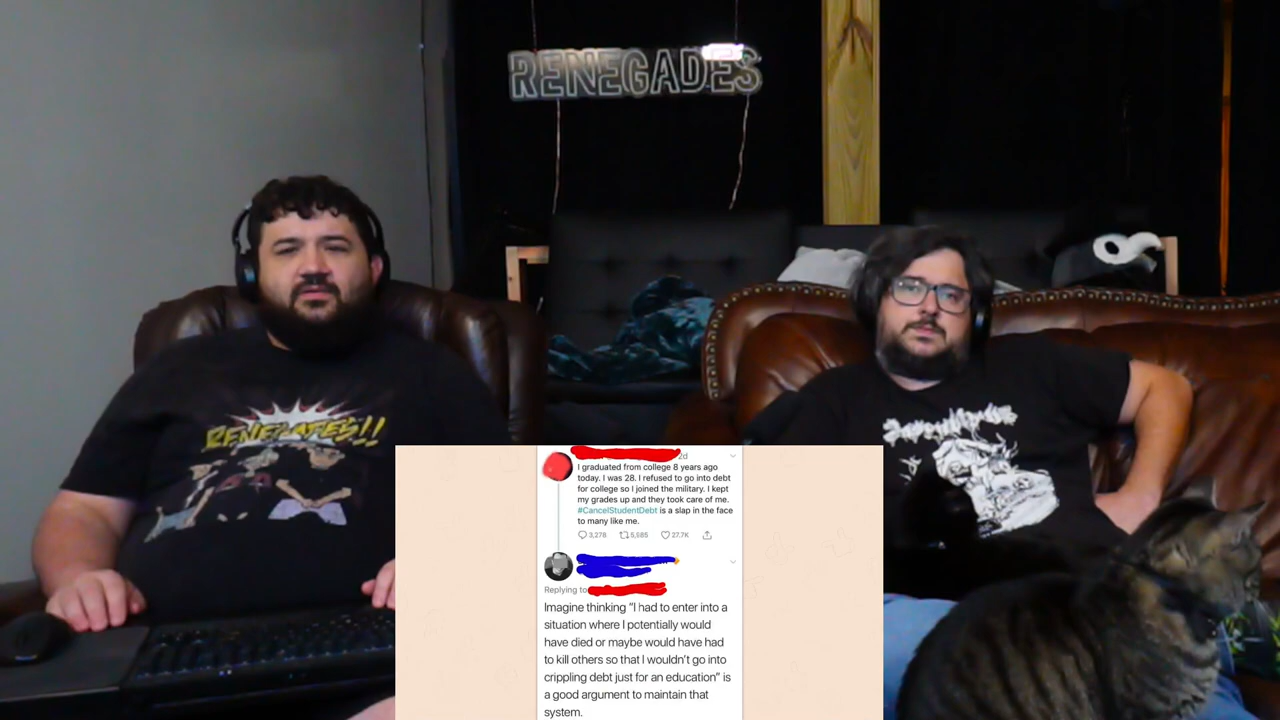 RENEGADES
RENEGADES!!
2d
I graduated from college 8 years ago
today. I was 28. I refused to go into debt
for college so I joined the military. I kept
my grades up and they took care of me.
#CancelStudentDebt is a slap in the face
to many like me.
3,278 5,985 27.7K
Replying to
Imagine thinking "I had to enter into a
situation where I potentially would
have died or maybe would have had
to kill others so that I wouldn't go into
crippling debt just for an education" is
a good argument to maintain that
system.